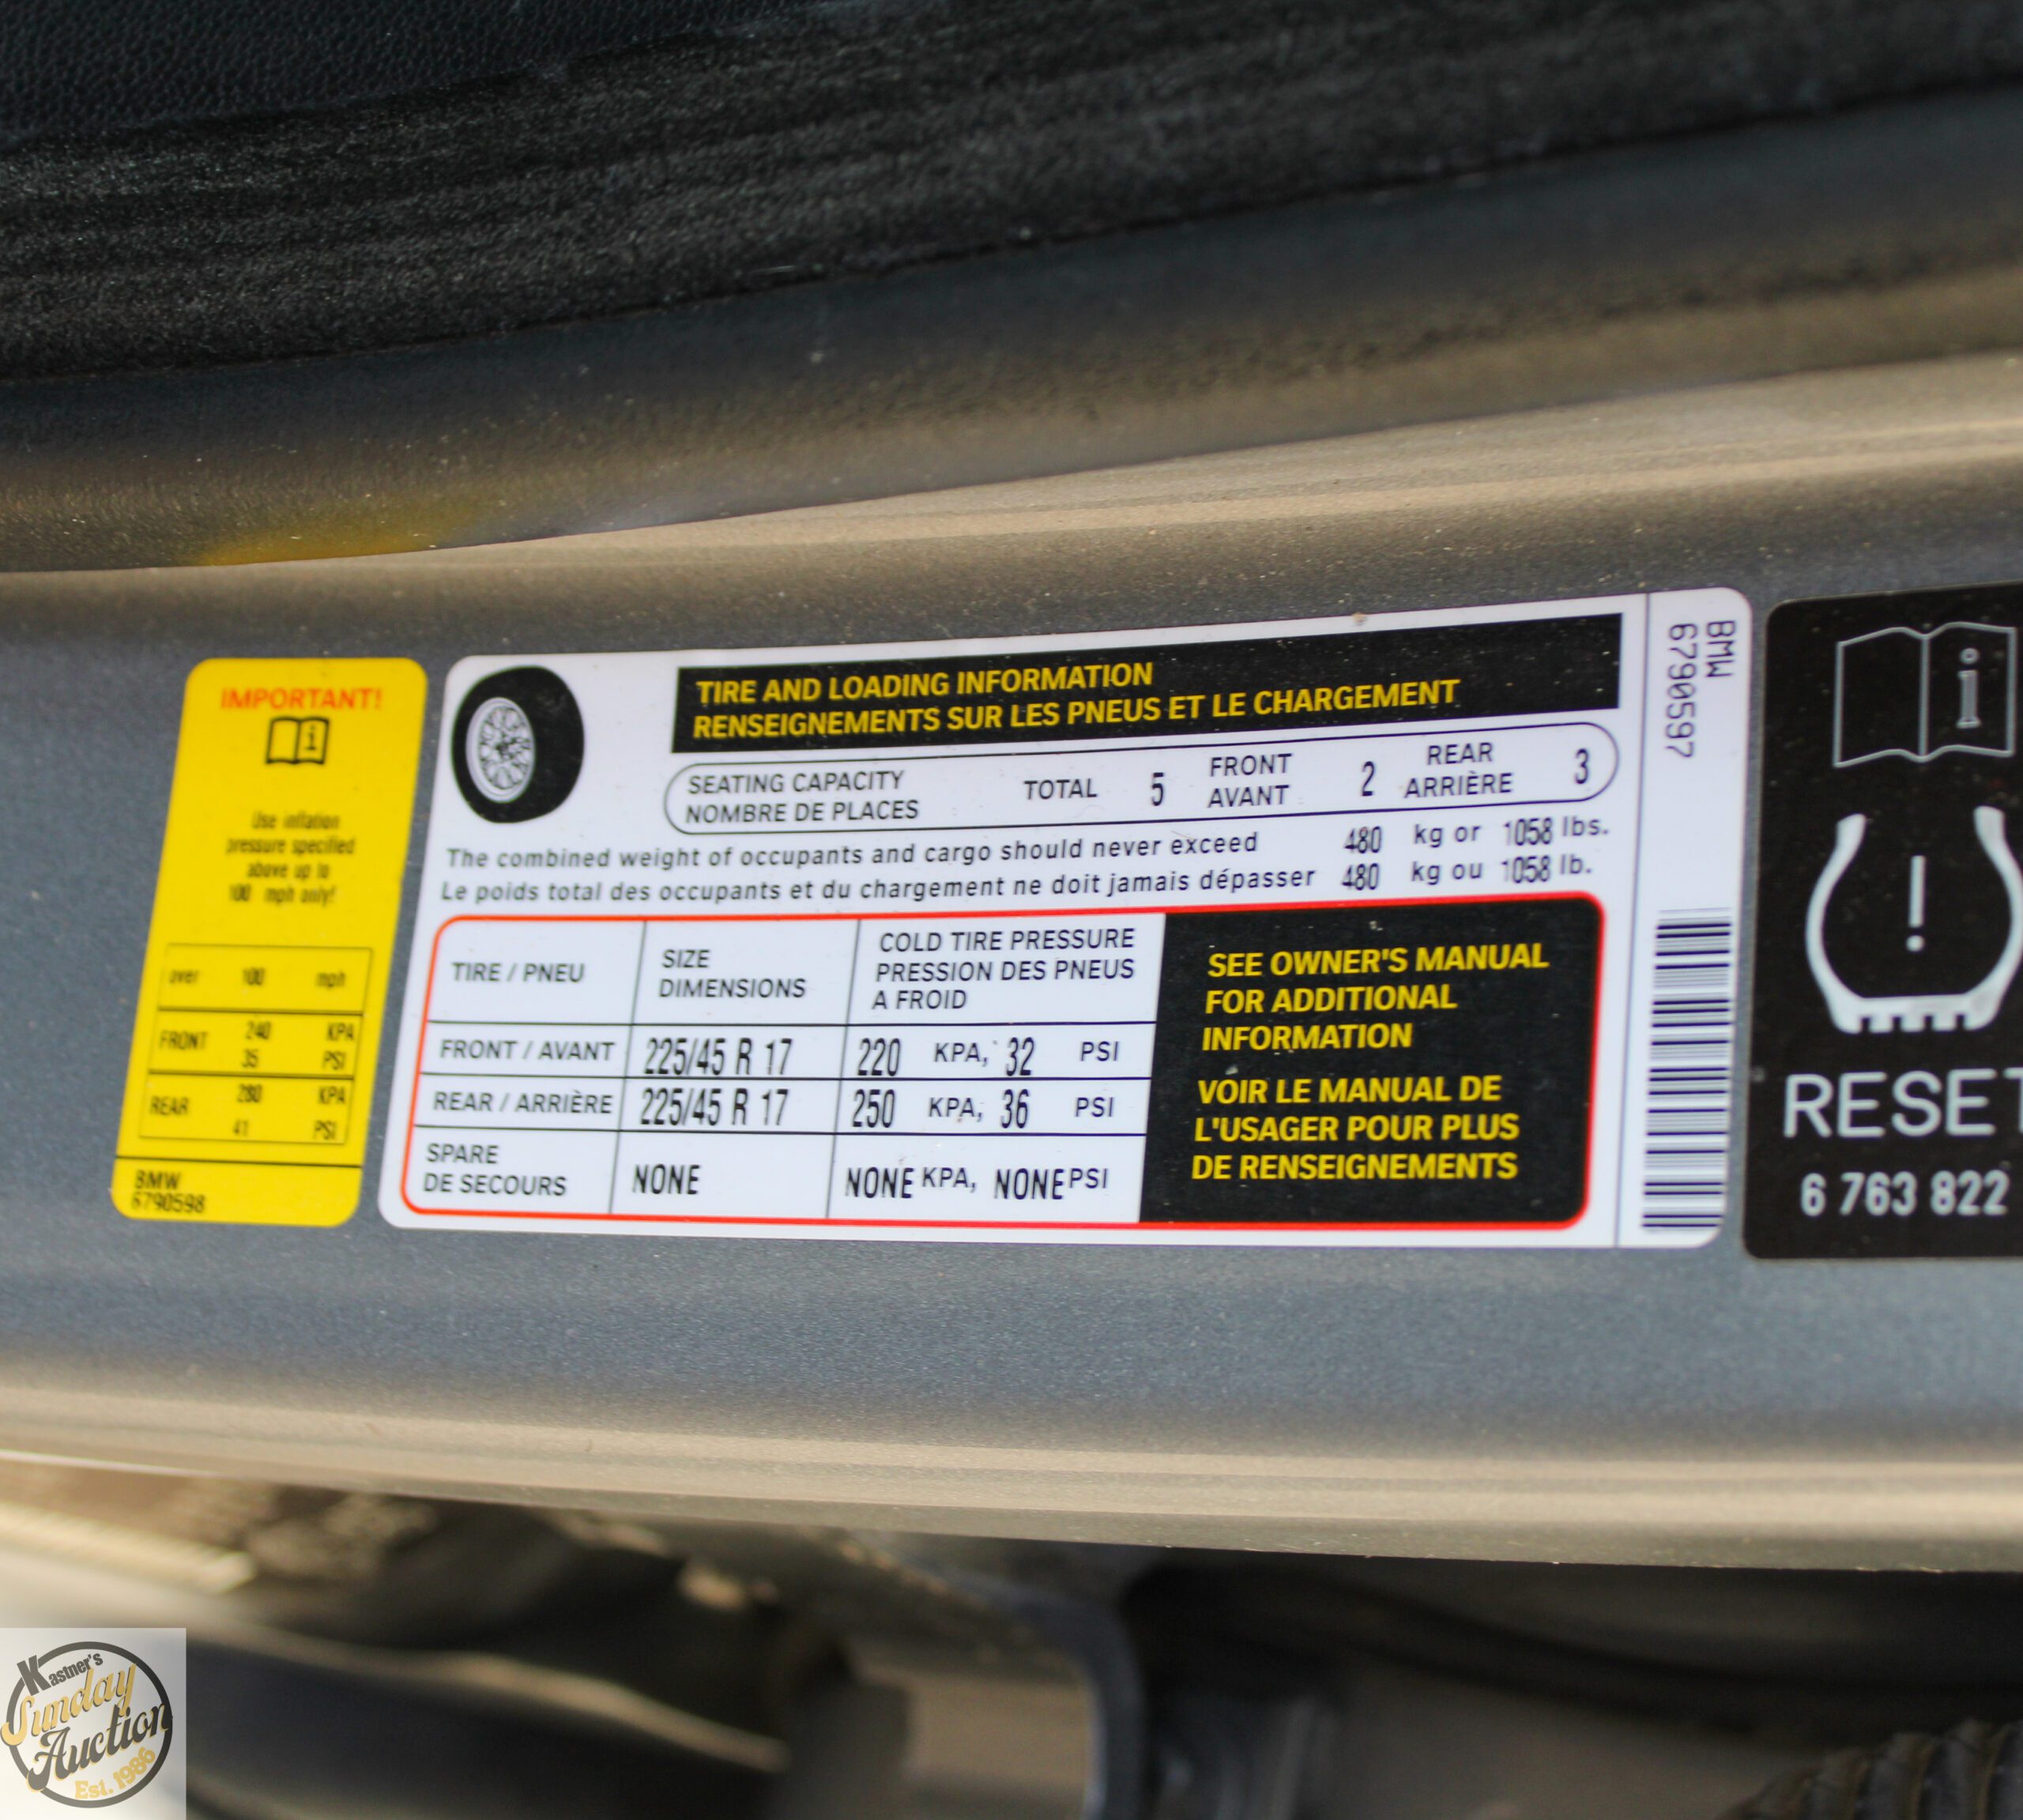 IMPORTANT!
i
Use inflation
pressure specified
above up to
100 mph only!
over 100 mph
FRONT 240 KPA
35 PSI
REAR 280 KPA
41 PSI
BMW
6790598
TIRE AND LOADING INFORMATION
RENSEIGNEMENTS SUR LES PNEUS ET LE CHARGEMENT
SEATING CAPACITY
NOMBRE DE PLACES
TOTAL 5
FRONT
AVANT
2
REAR
ARRIÈRE
3
The combined weight of occupants and cargo should never exceed 480 kg or 1058 lbs.
Le poids total des occupants et du chargement ne doit jamais dépasser 480 kg ou 1058 lb.
TIRE / PNEU
SIZE
DIMENSIONS
COLD TIRE PRESSURE
PRESSION DES PNEUS
A FROID
FRONT / AVANT 225/45 R 17 220 KPA, 32 PSI
REAR / ARRIÈRE 225/45 R 17 250 KPA, 36 PSI
SPARE
DE SECOURS
NONE NONE KPA, NONE PSI
SEE OWNER'S MANUAL
FOR ADDITIONAL
INFORMATION
VOIR LE MANUAL DE
L'USAGER POUR PLUS
DE RENSEIGNEMENTS
BMW
6790597
i
!
RESET
6 763 822
Kastner's
Sunday
Auction
Est. 1986